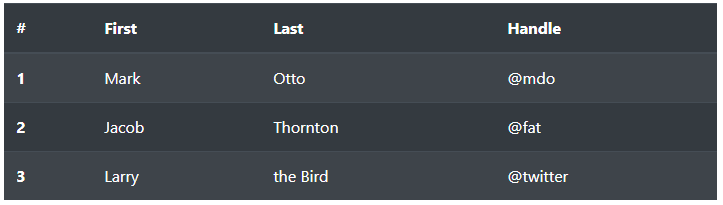 # First Last Handle
1 Mark Otto @mdo
2 Jacob Thornton @fat
3 Larry the Bird @twitter